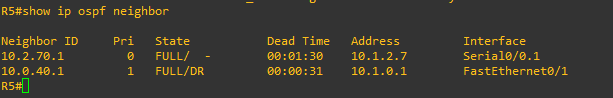 R5#show ip ospf neighbor
Neighbor ID     Pri   State           Dead Time   Address         Interface
10.2.70.1         0   FULL/  -        00:01:30    10.1.2.7        Serial0/0.1
10.0.40.1         1   FULL/DR         00:00:31    10.1.0.1        FastEthernet0/1
R5#